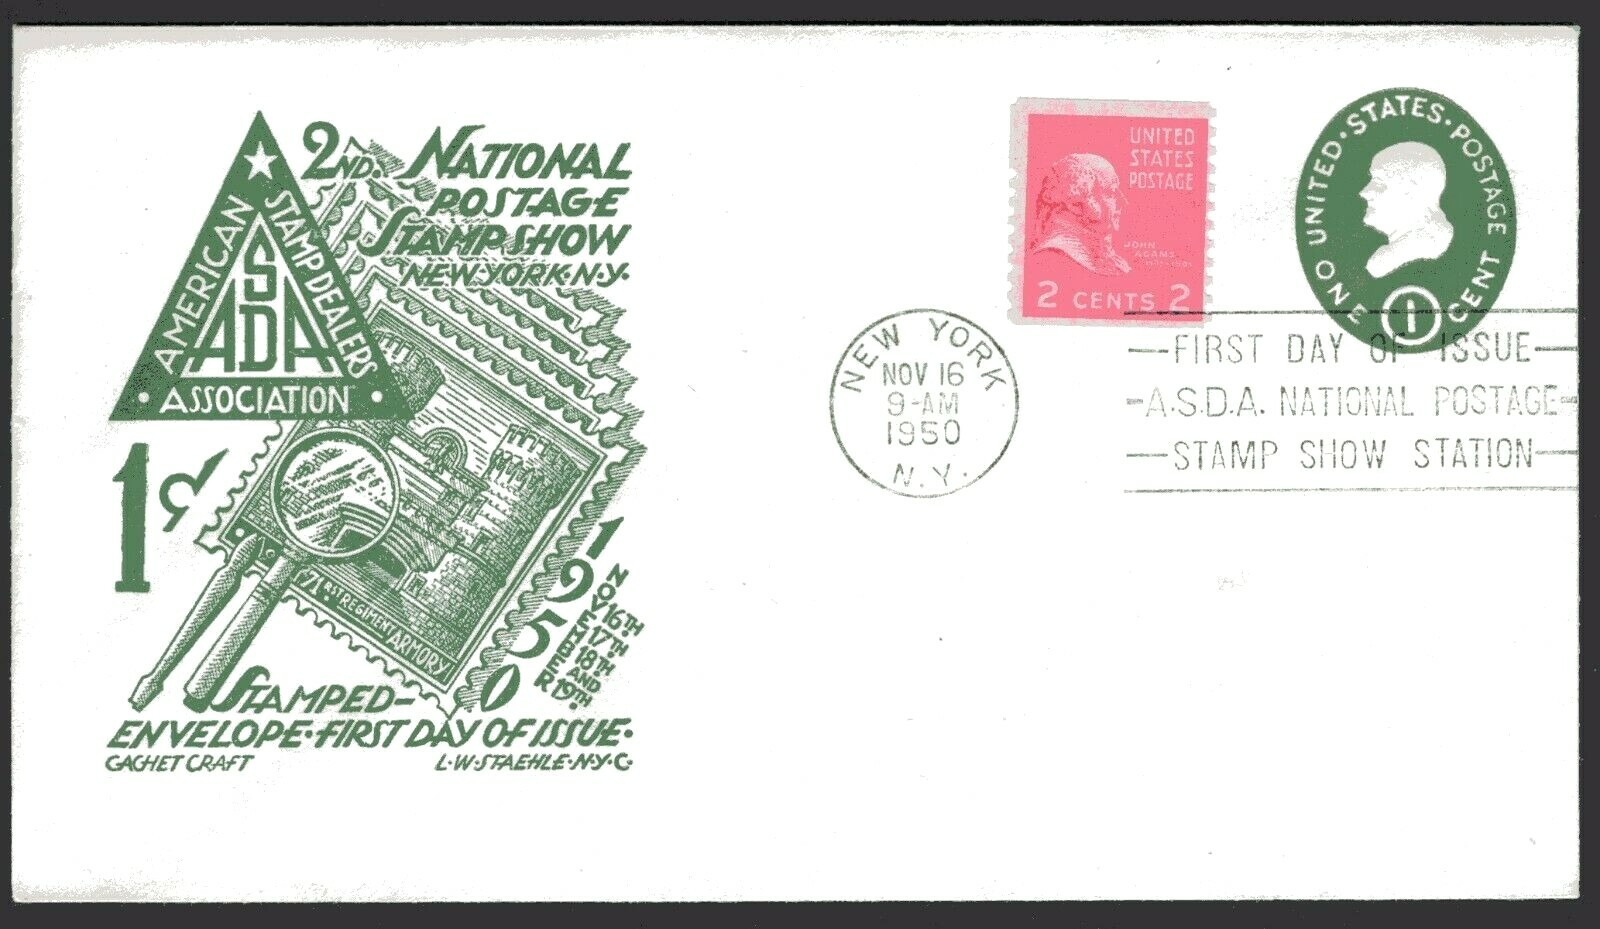 AMERICAN STAMP DEALERS
ASDA
ASSOCIATION
2ND. NATIONAL
POSTAGE
STAMP SHOW
NEW·YORK·N·Y·
1¢
71RST REGIMENT ARMORY
1950
NOVEMBER
16TH
17TH
18TH AND
19TH.
STAMPED-
ENVELOPE·FIRST DAY OF ISSUE·
CACHET CRAFT L·W·STAEHLE·N·Y·C·
UNITED
STATES
POSTAGE
JOHN
ADAMS
2 CENTS 2
UNITED·STATES·POSTAGE
ONE 1 CENT
NEW YORK
NOV 16
9-AM
1950
N.Y.
FIRST DAY OF ISSUE
A.S.D.A. NATIONAL POSTAGE
STAMP SHOW STATION